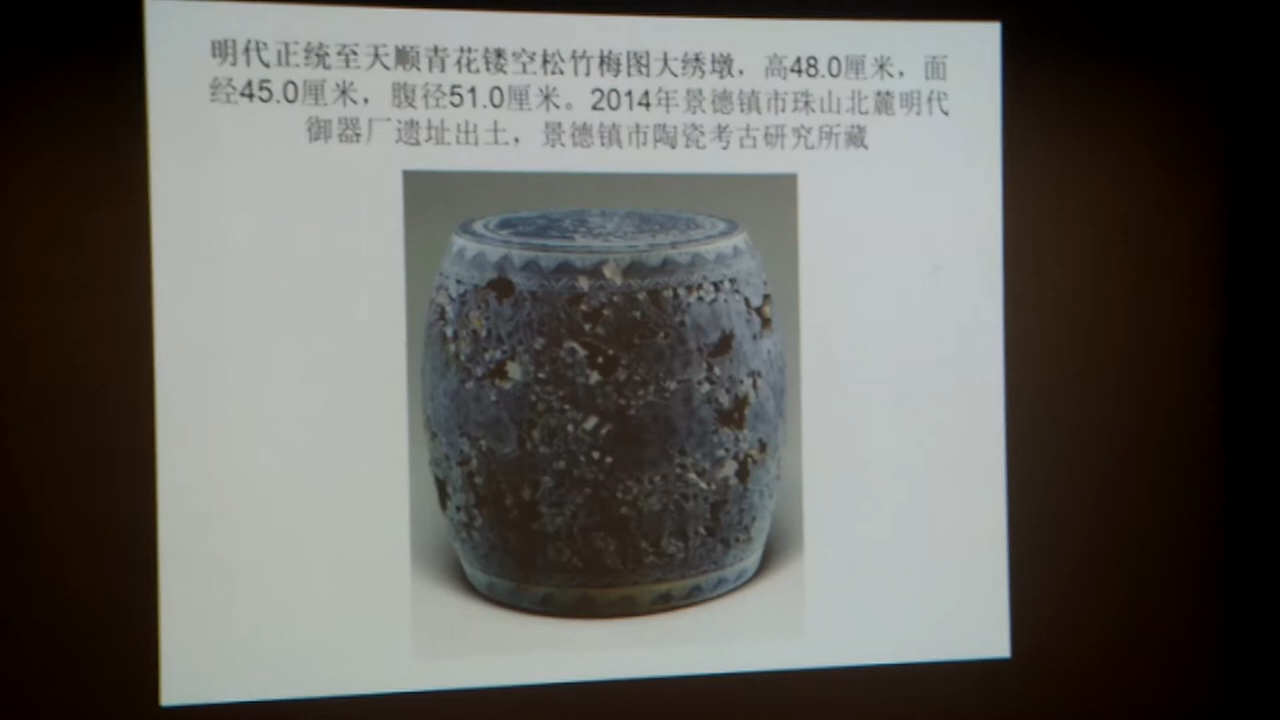 明代正统至天顺青花镂空松竹梅图大绣墩，高48.0厘米，面
经45.0厘米，腹径51.0厘米。2014年景德镇市珠山北麓明代
御器厂遗址出土，景德镇市陶瓷考古研究所藏